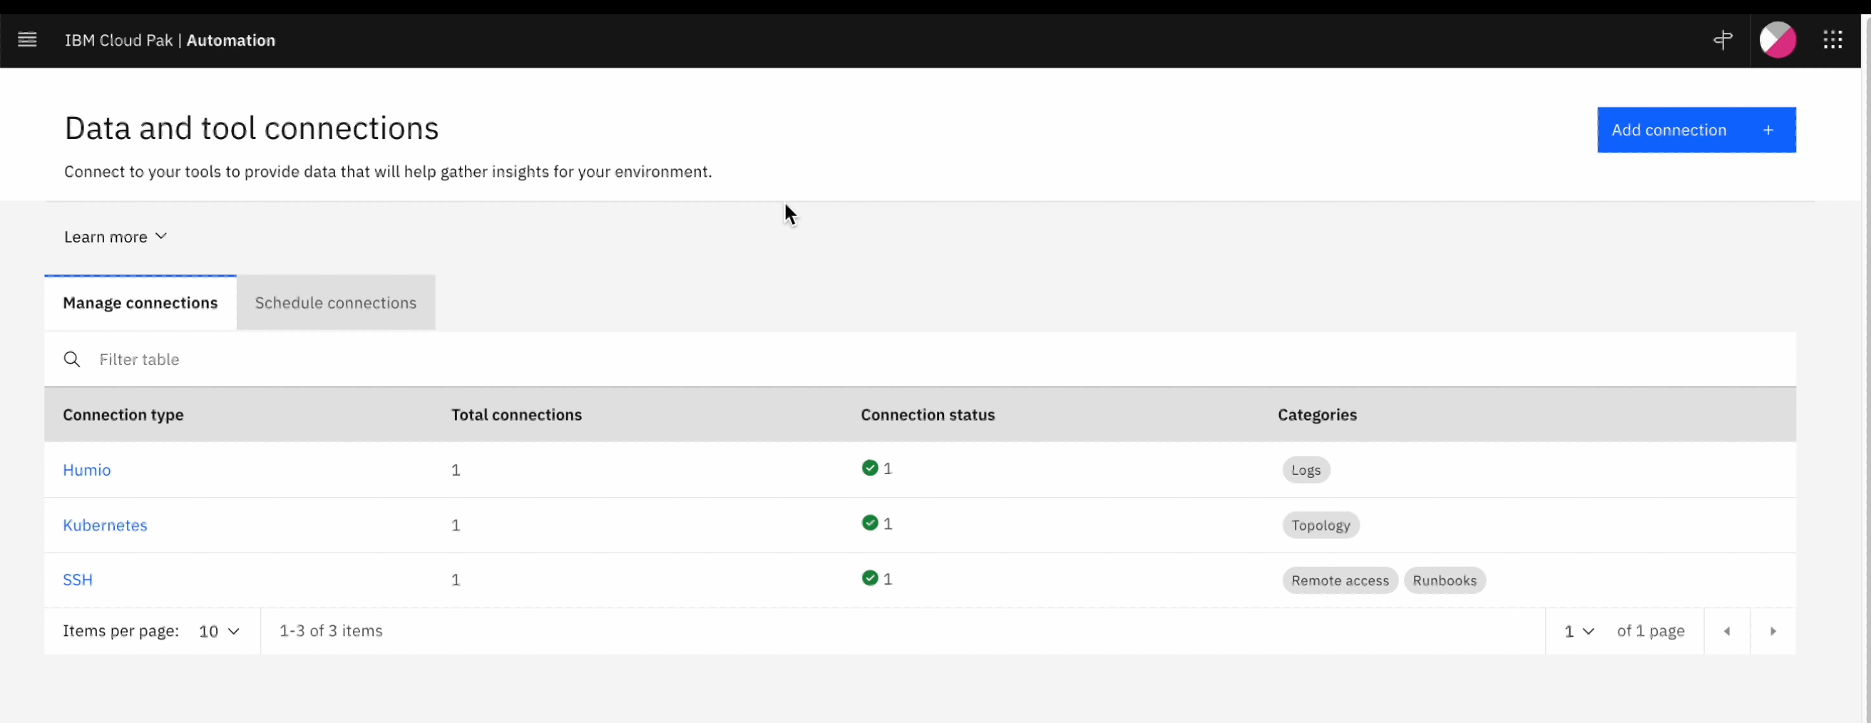 IBM Cloud Pak | Automation
Data and tool connections
Add connection +
Connect to your tools to provide data that will help gather insights for your environment.
Learn more
Manage connections Schedule connections
Filter table
Connection type Total connections Connection status Categories
Humio 1 1 Logs
Kubernetes 1 1 Topology
SSH 1 1 Remote access Runbooks
Items per page: 10 1-3 of 3 items 1 of 1 page